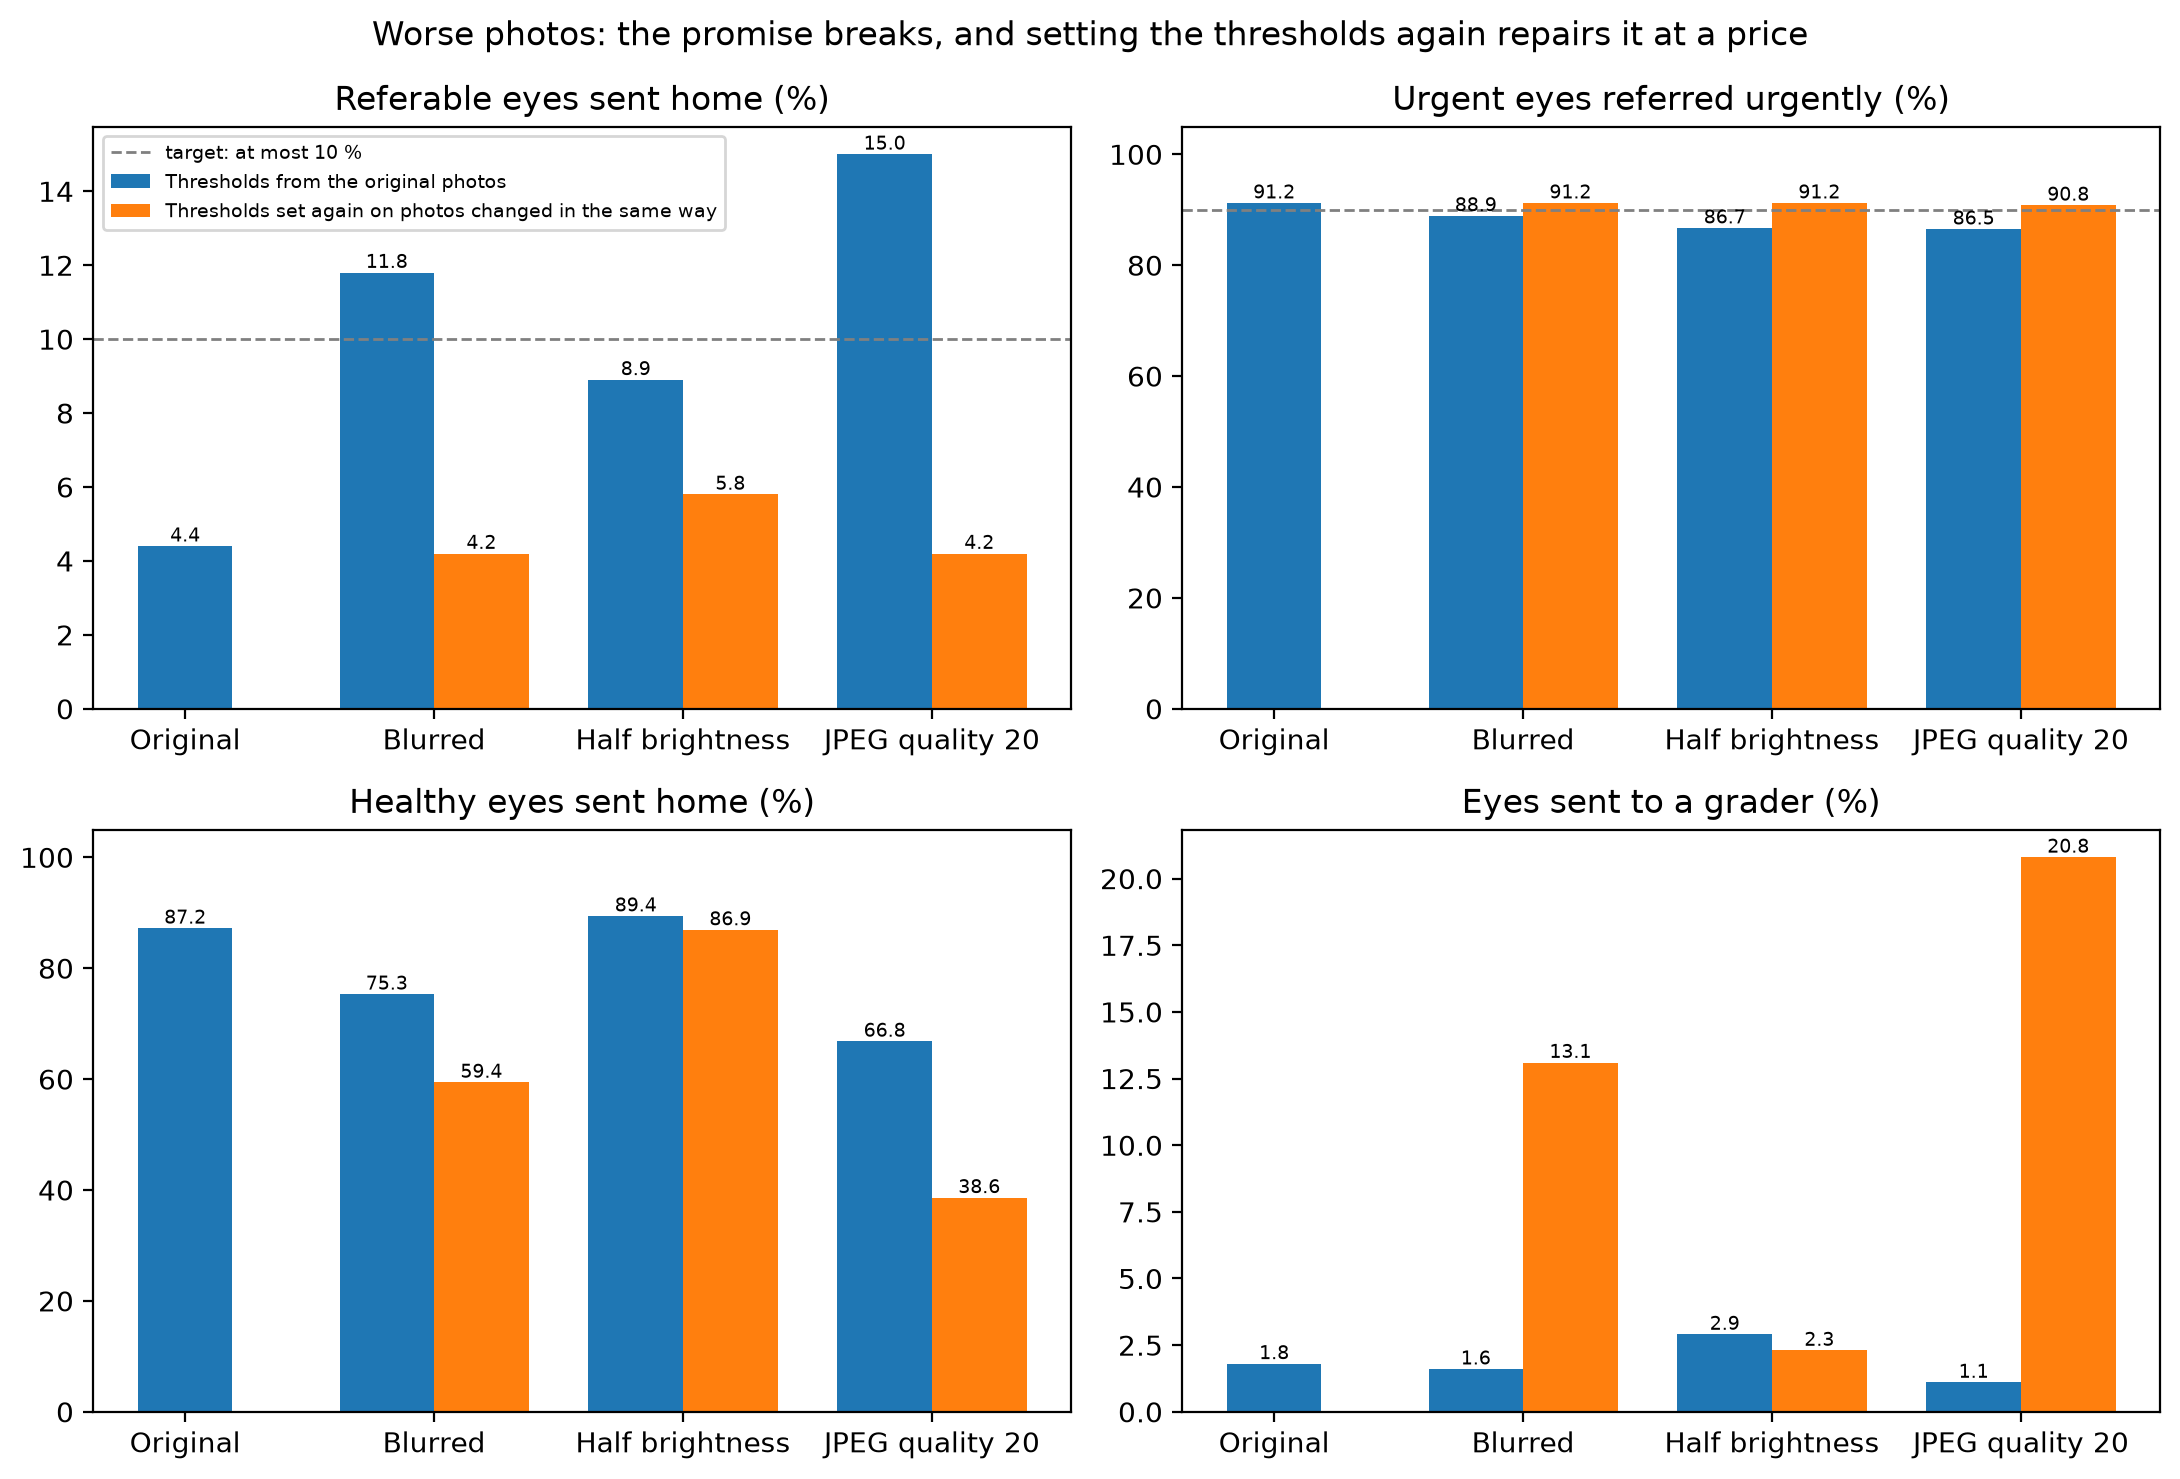 Worse photos: the promise breaks, and setting the thresholds again repairs it at a price
Referable eyes sent home (%)
target: at most 10 %
Thresholds from the original photos
Thresholds set again on photos changed in the same way
14
12
10
8
6
4
2
0
4.4
11.8
4.2
8.9
5.8
15.0
4.2
Original
Blurred
Half brightness
JPEG quality 20
Urgent eyes referred urgently (%)
100
80
60
40
20
0
91.2
88.9
91.2
86.7
91.2
86.5
90.8
Original
Blurred
Half brightness
JPEG quality 20
Healthy eyes sent home (%)
100
80
60
40
20
0
87.2
75.3
59.4
89.4
86.9
66.8
38.6
Original
Blurred
Half brightness
JPEG quality 20
Eyes sent to a grader (%)
20.0
17.5
15.0
12.5
10.0
7.5
5.0
2.5
0.0
1.8
1.6
13.1
2.9
2.3
1.1
20.8
Original
Blurred
Half brightness
JPEG quality 20